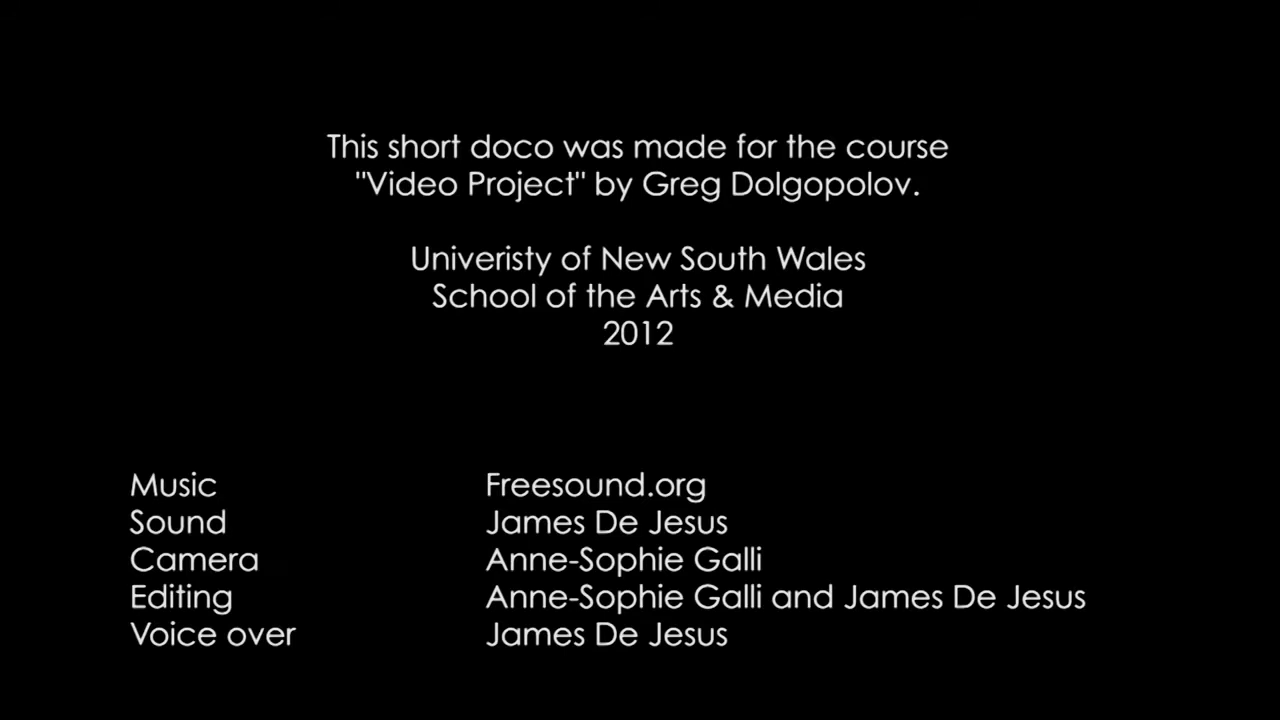 This short doco was made for the course
"Video Project" by Greg Dolgopolov.
Univeristy of New South Wales
School of the Arts & Media
2012
Music Freesound.org
Sound James De Jesus
Camera Anne-Sophie Galli
Editing Anne-Sophie Galli and James De Jesus
Voice over James De Jesus